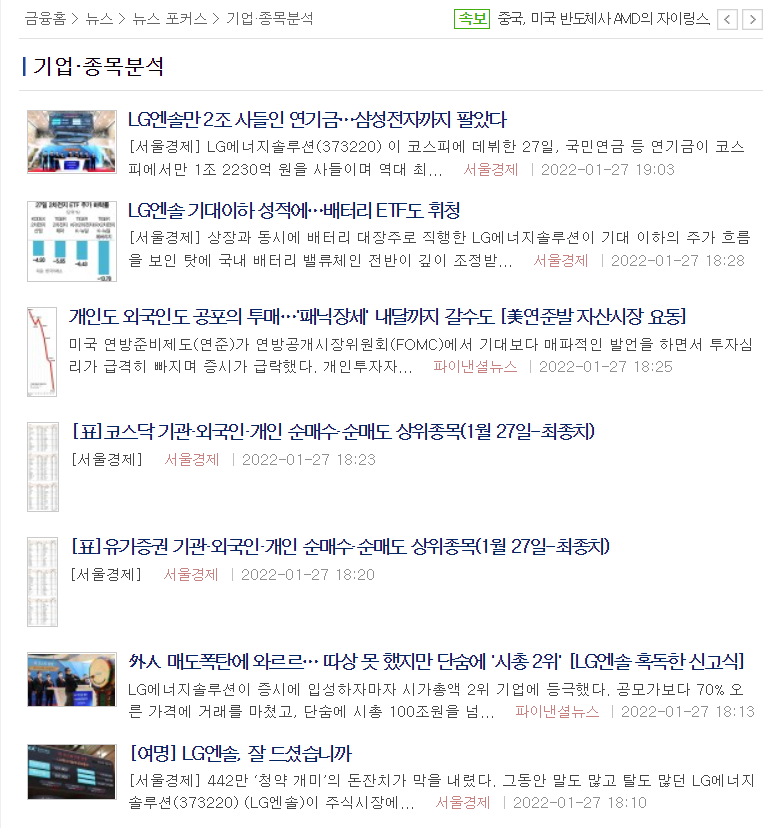 금융홈 > 뉴스 > 뉴스 포커스 > 기업·종목분석
속보 중국, 미국 반도체사 AMD의 자이링스
기업·종목분석
LG엔솔만 2조 사들인 연기금…삼성전자까지 팔았다
[서울경제] LG에너지솔루션(373220) 이 코스피에 데뷔한 27일, 국민연금 등 연기금이 코스
피에서만 1조 2230억 원을 사들이며 역대 최... 서울경제 | 2022-01-27 19:03
27일 2차전지 ETF 주가 하락률
LG엔솔 기대이하 성적에…배터리 ETF도 휘청
[서울경제] 상장과 동시에 배터리 대장주로 직행한 LG에너지솔루션이 기대 이하의 주가 흐름
을 보인 탓에 국내 배터리 밸류체인 전반이 깊이 조정받... 서울경제 | 2022-01-27 18:28
개인도 외국인도 공포의 투매…'패닉장세' 내달까지 갈수도 [美연준발 자산시장 요동]
미국 연방준비제도(연준)가 연방공개시장위원회(FOMC)에서 기대보다 매파적인 발언을 하면서 투자심
리가 급격히 빠지며 증시가 급락했다. 개인투자자... 파이낸셜뉴스 | 2022-01-27 18:25
[표]코스닥 기관·외국인·개인 순매수·순매도 상위종목(1월 27일-최종치)
[서울경제] 서울경제 | 2022-01-27 18:23
[표]유가증권 기관·외국인·개인 순매수·순매도 상위종목(1월 27일-최종치)
[서울경제] 서울경제 | 2022-01-27 18:20
外人 매도폭탄에 와르르… 따상 못 했지만 단숨에 '시총 2위' [LG엔솔 혹독한 신고식]
LG에너지솔루션이 증시에 입성하자마자 시가총액 2위 기업에 등극했다. 공모가보다 70% 오
른 가격에 거래를 마쳤고, 단숨에 시총 100조원을 넘... 파이낸셜뉴스 | 2022-01-27 18:13
[여명] LG엔솔, 잘 드셨습니까
[서울경제] 442만 ‘청약 개미’의 돈잔치가 막을 내렸다. 그동안 말도 많고 탈도 많던 LG에너지
솔루션(373220) (LG엔솔)이 주식시장에... 서울경제 | 2022-01-27 18:10